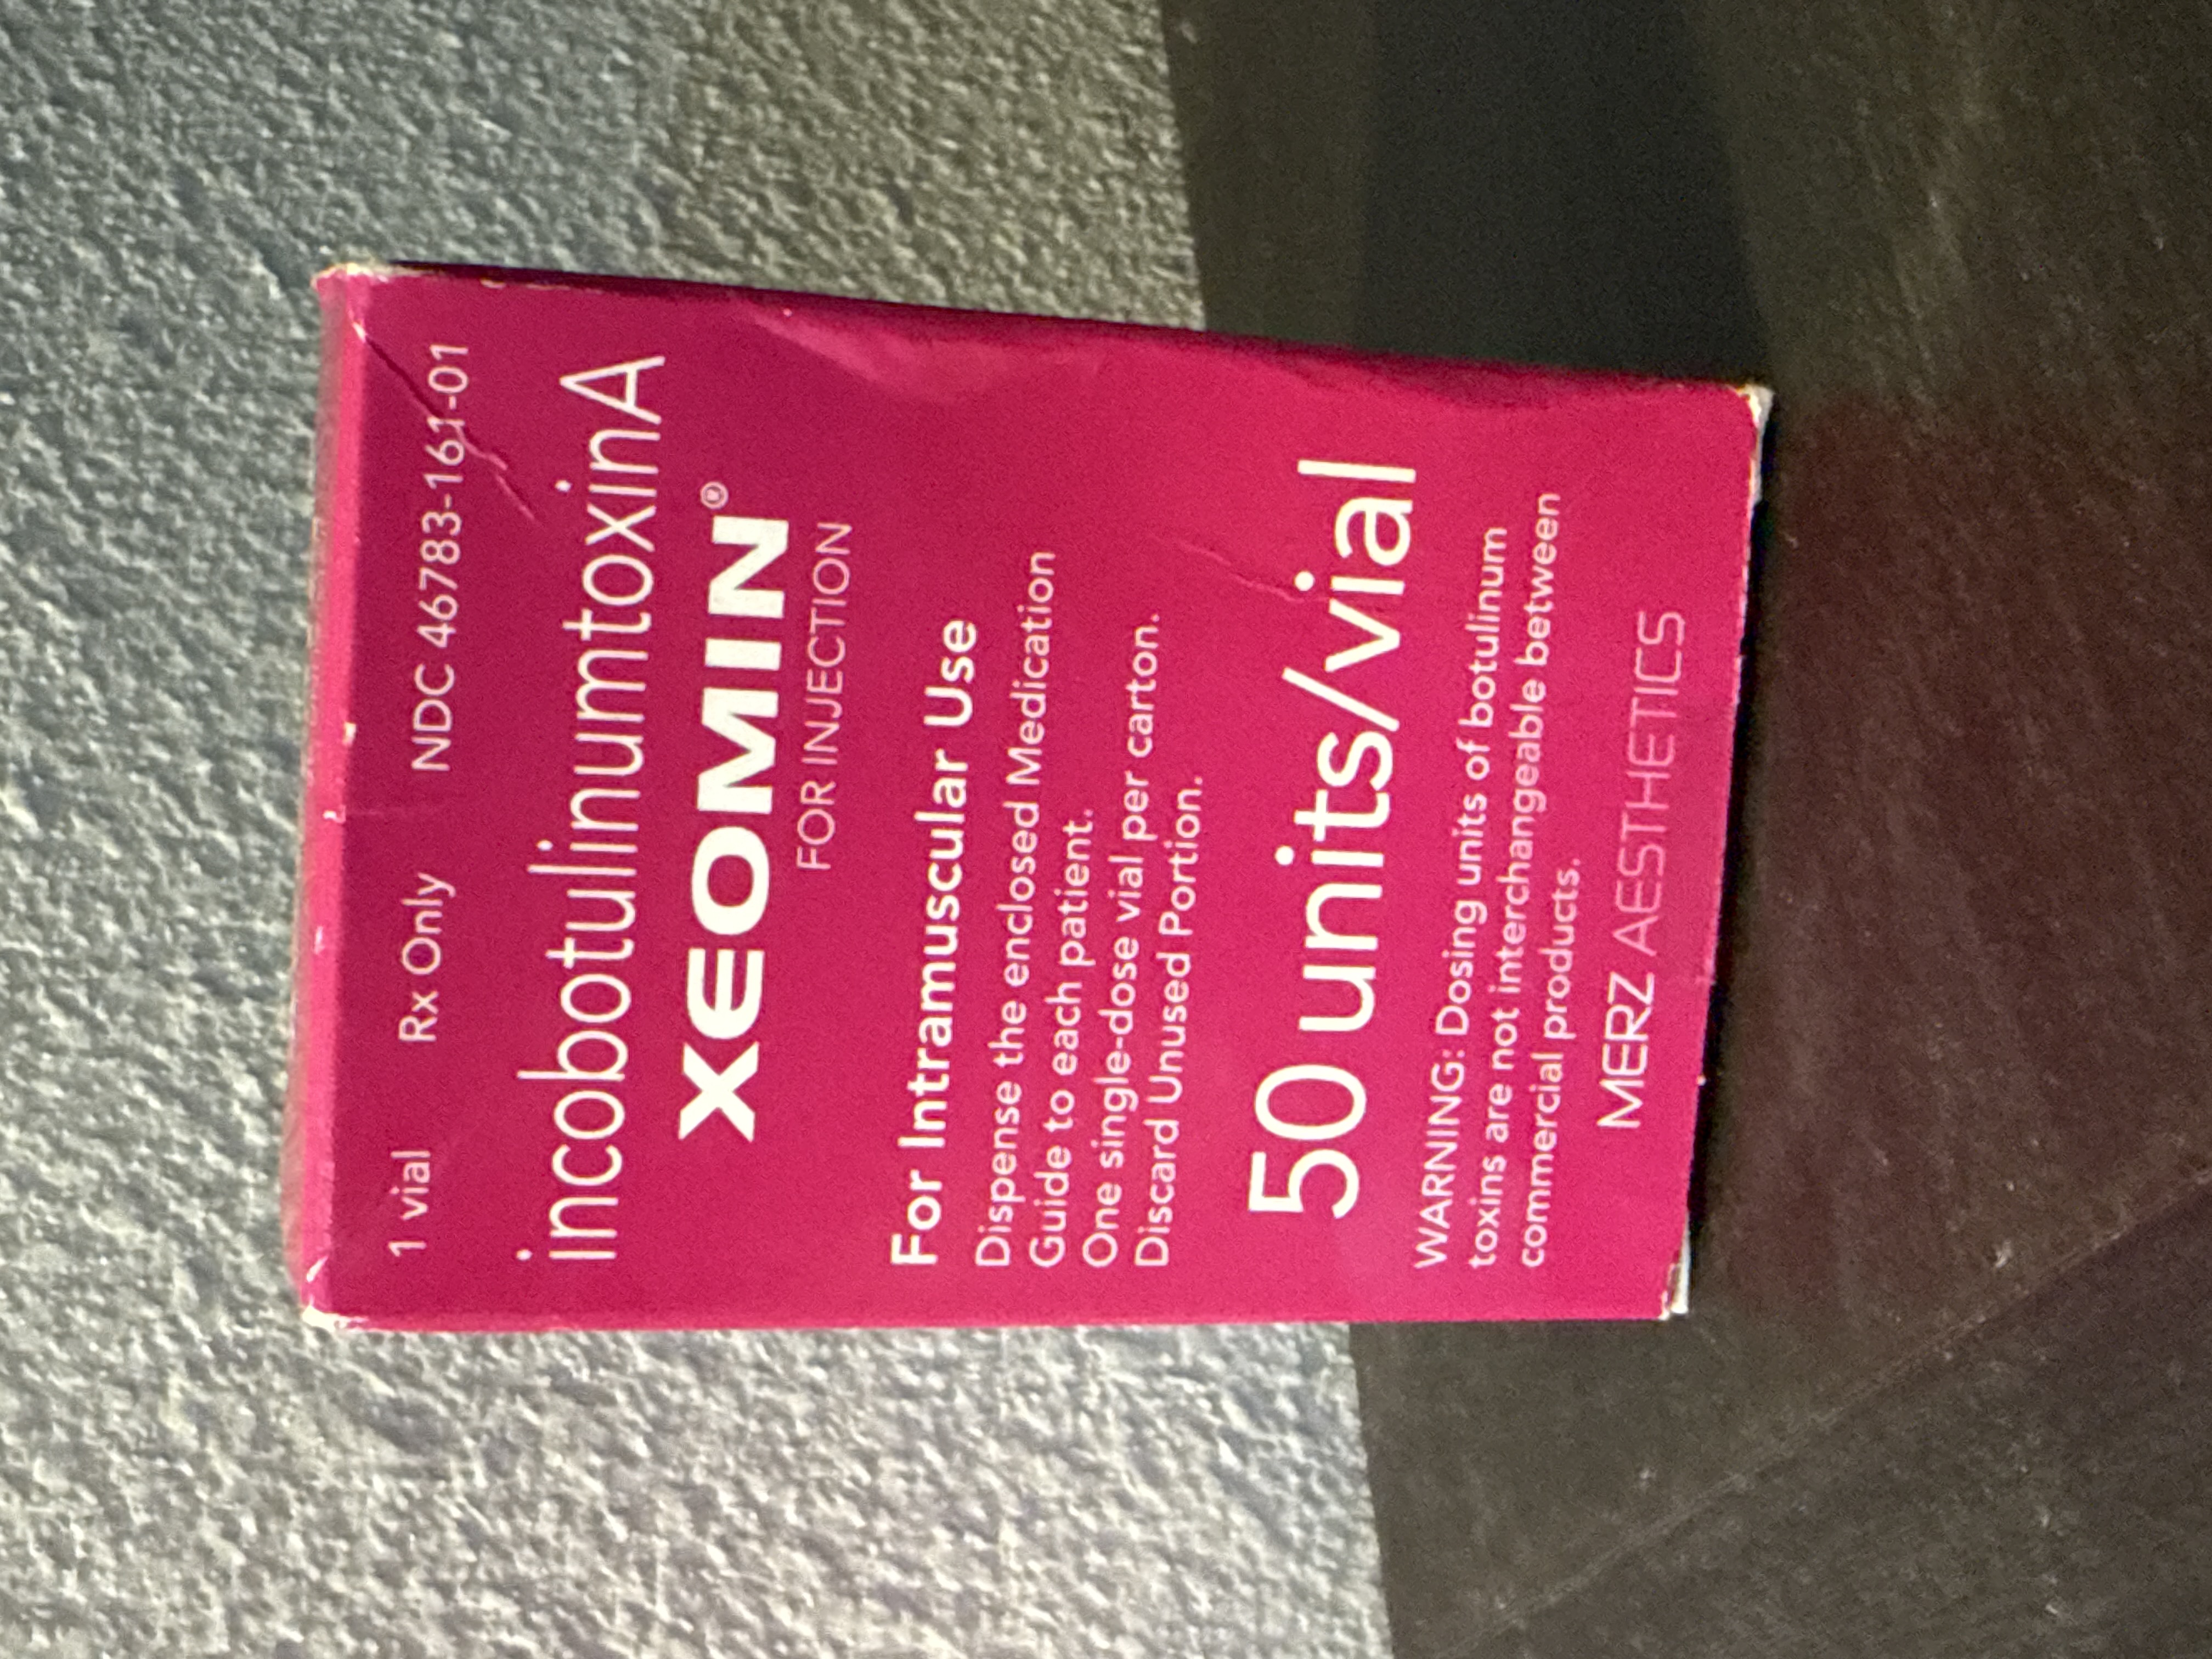 1 vial Rx Only NDC 46783-161-01
incobotulinumtoxinA
XEOMIN®
FOR INJECTION
For Intramuscular Use
Dispense the enclosed Medication
Guide to each patient.
One single-dose vial per carton.
Discard Unused Portion.
50 units/vial
WARNING: Dosing units of botulinum
toxins are not interchangeable between
commercial products.
MERZ AESTHETICS